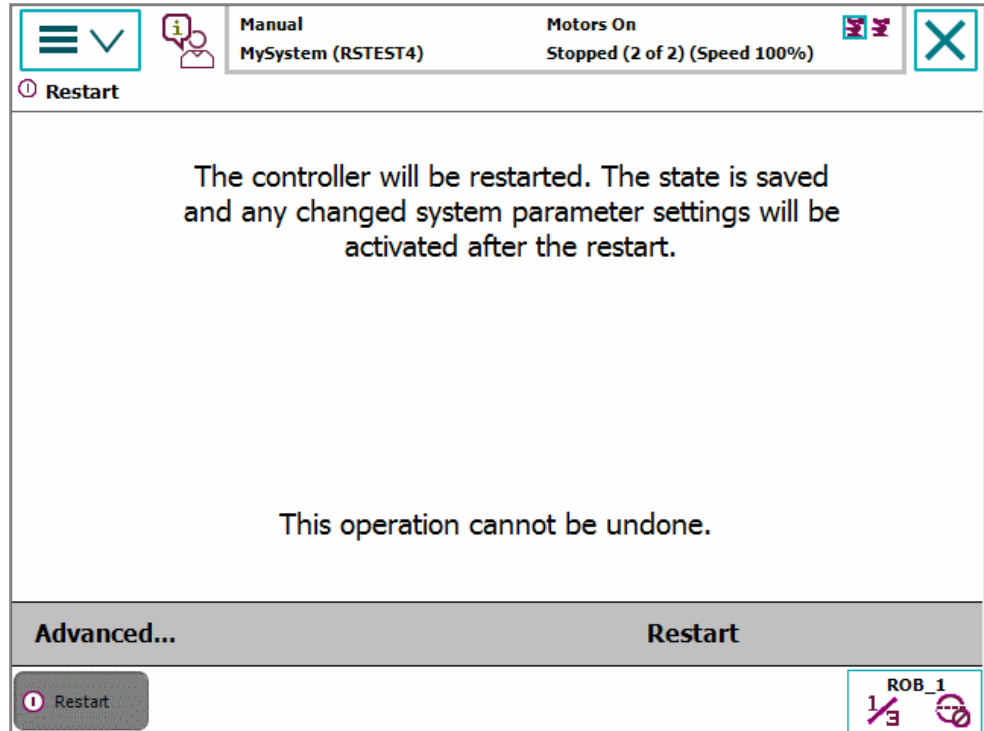 Manual
MySystem (RSTEST4)
Motors On
Stopped (2 of 2) (Speed 100%)
Restart
The controller will be restarted. The state is saved
and any changed system parameter settings will be
activated after the restart.
This operation cannot be undone.
Advanced...
Restart
Restart
ROB_1
1/3